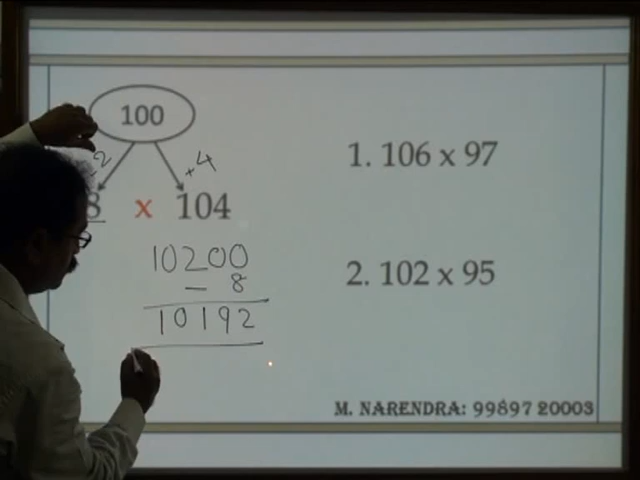 100
2 +4
8 x 104
10200
- 8
10192
1. 106 x 97
2. 102 x 95
M. NARENDRA: 99897 20003